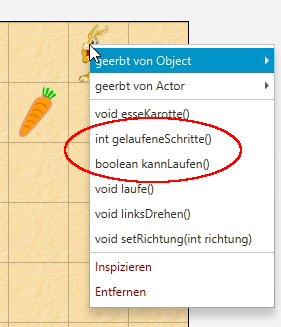 geerbt von Object
geerbt von Actor
void esseKarotte()
int gelaufeneSchritte()
boolean kannLaufen()
void laufe()
void linksDrehen()
void setRichtung(int richtung)
Inspizieren
Entfernen